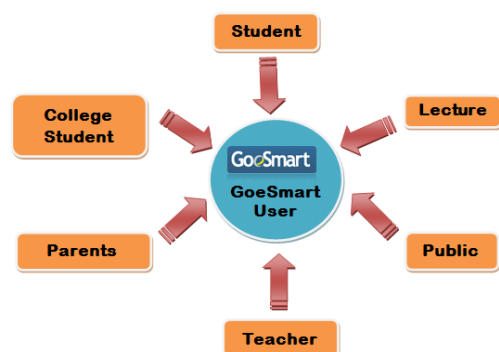 Student
College
Student
Lecture
GoeSmart
GoeSmart
User
Parents
Public
Teacher